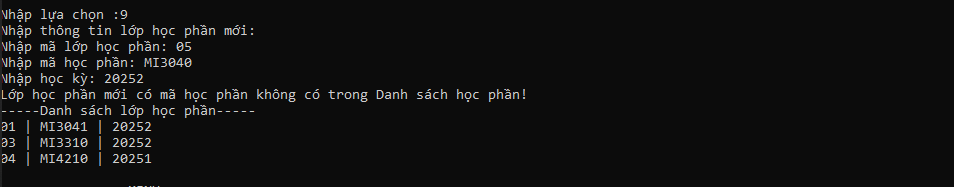 Nhập lựa chọn :9
Nhập thông tin lớp học phần mới:
Nhập mã lớp học phần: 05
Nhập mã học phần: MI3040
Nhập học kỳ: 20252
Lớp học phần mới có mã học phần không có trong Danh sách học phần!
-----Danh sách lớp học phần-----
01 | MI3041 | 20252
03 | MI3310 | 20252
04 | MI4210 | 20251